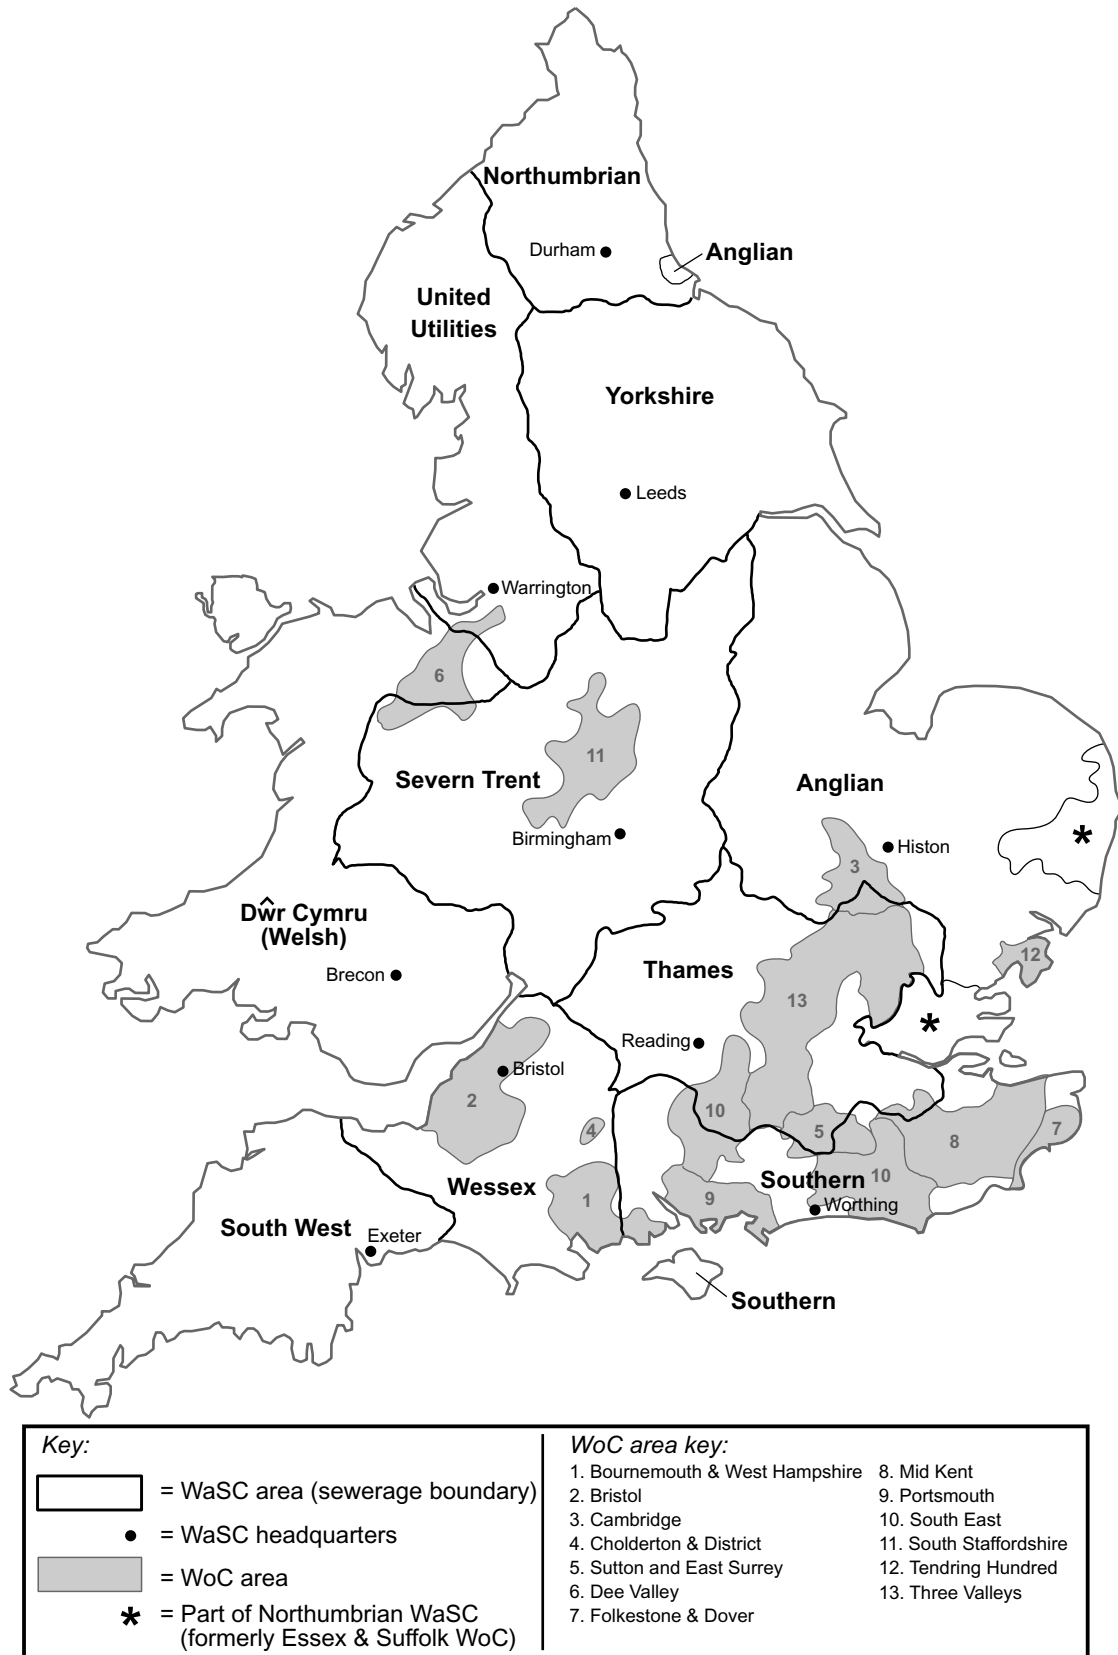 Northumbrian
Durham
Anglian
United
Utilities
Yorkshire
Leeds
Warrington
6
11
Severn Trent
Anglian
Birmingham
*
Histon
3
Dŵr Cymru
(Welsh)
12
Brecon
Thames
13
*
Reading
Bristol
2
10
4
5
7
8
Southern
10
Wessex
1
9
Worthing
South West
Exeter
Southern
Key:
= WaSC area (sewerage boundary)
= WaSC headquarters
= WoC area
* = Part of Northumbrian WaSC
(formerly Essex & Suffolk WoC)
WoC area key:
1. Bournemouth & West Hampshire
2. Bristol
3. Cambridge
4. Cholderton & District
5. Sutton and East Surrey
6. Dee Valley
7. Folkestone & Dover
8. Mid Kent
9. Portsmouth
10. South East
11. South Staffordshire
12. Tendring Hundred
13. Three Valleys